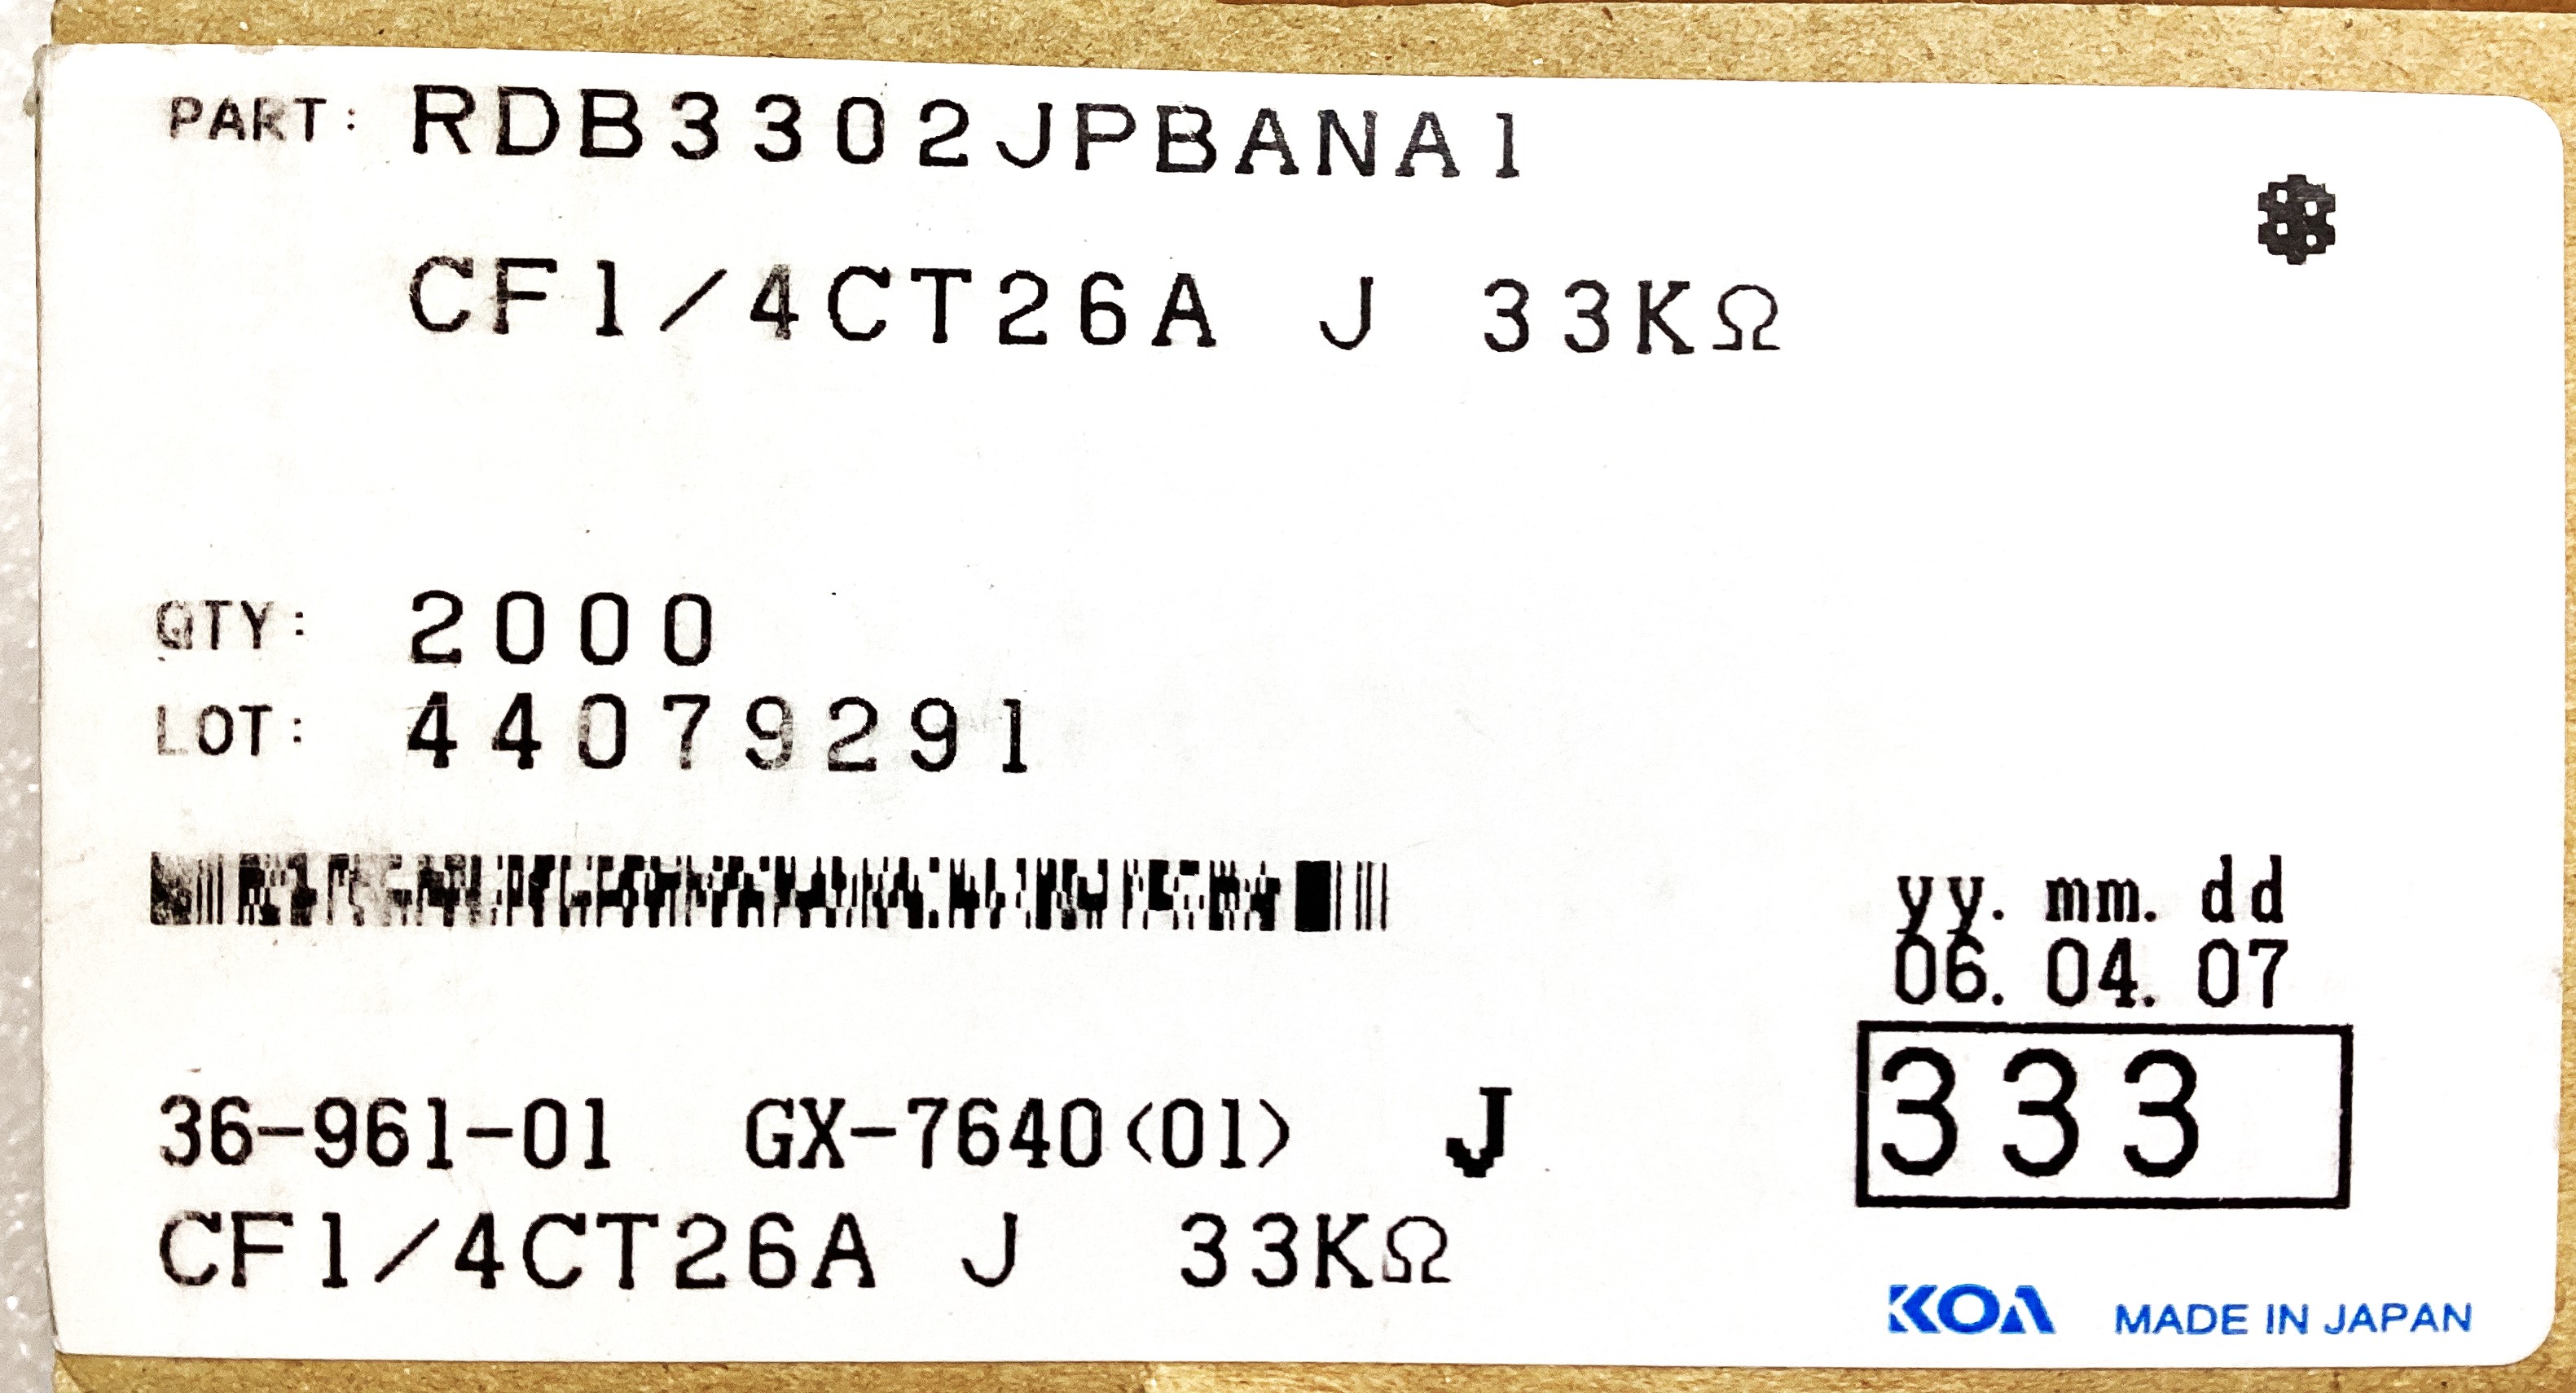 PART: RDB3302JPBANA1
CF1/4CT26A J 33KΩ
QTY: 2000
LOT: 44079291
yy. mm. dd
06. 04. 07
333
36-961-01 GX-7640<01> J
CF1/4CT26A J 33KΩ
KOA MADE IN JAPAN